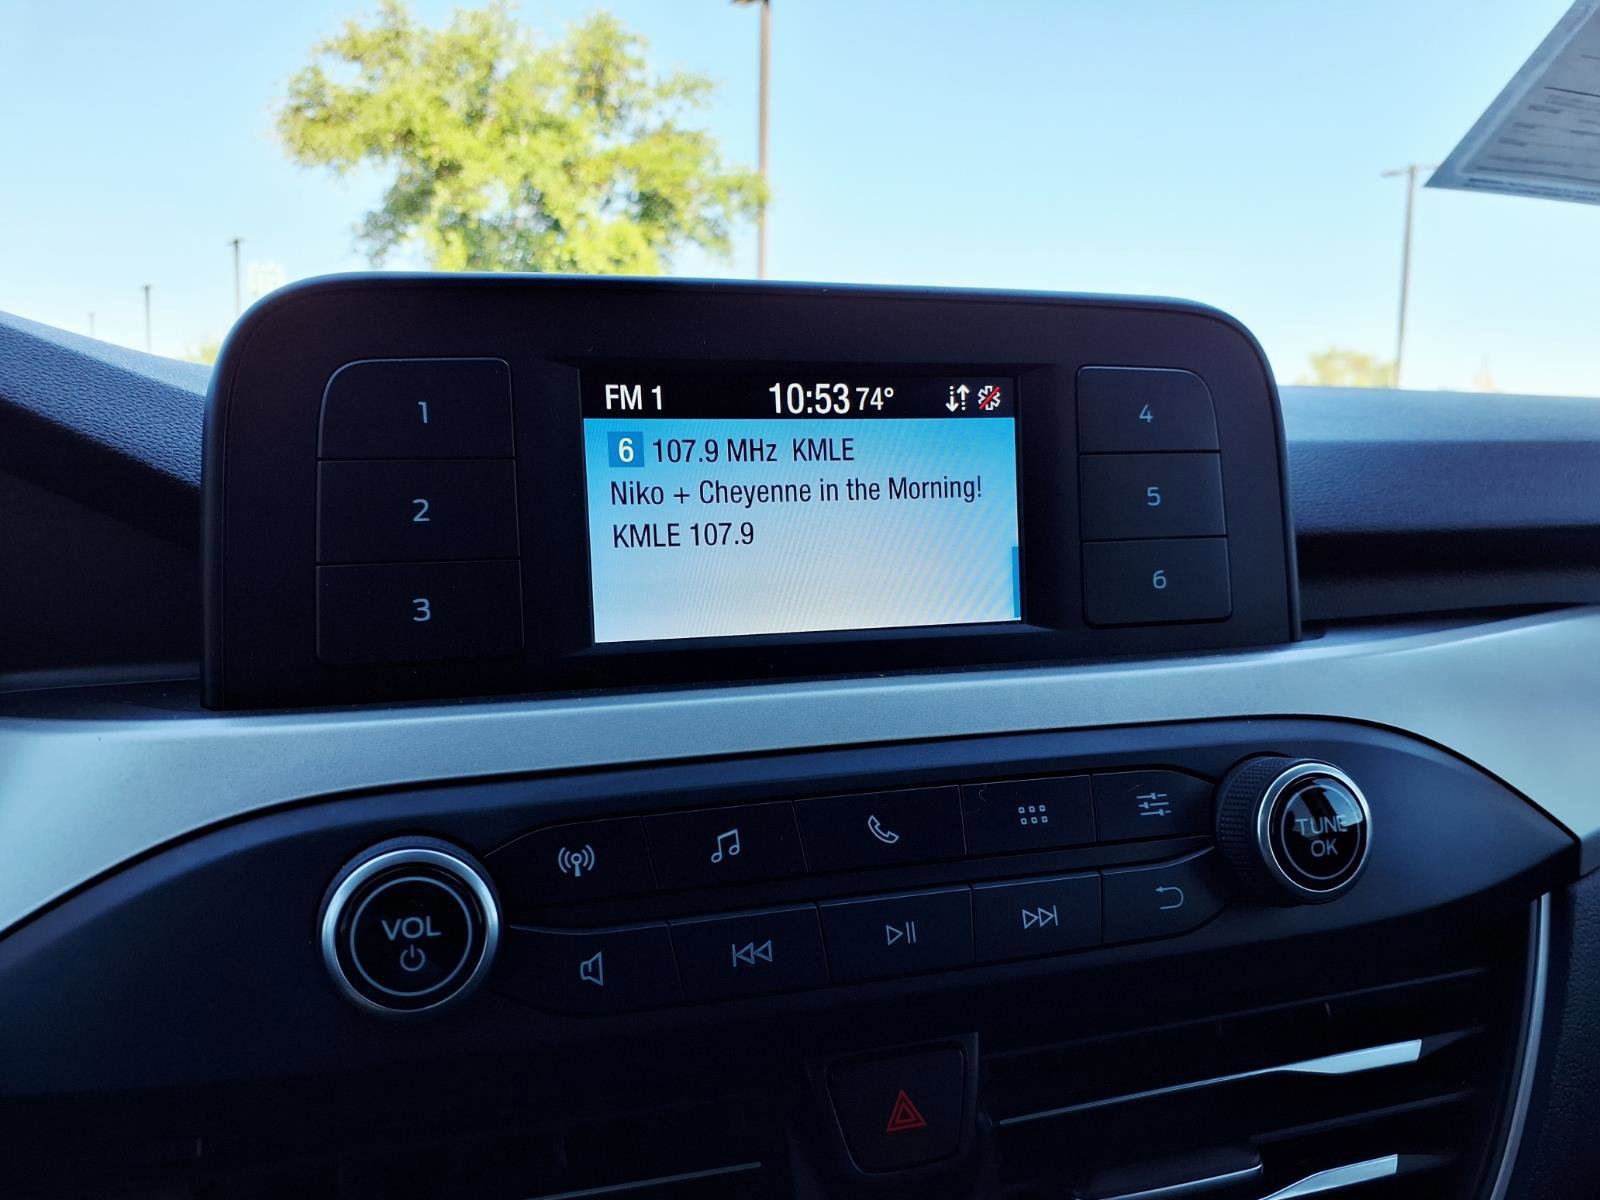 FM 1 10:53 74°
6 107.9 MHz KMLE
Niko + Cheyenne in the Morning!
KMLE 107.9
1
2
3
4
5
6
VOL
TUNE
OK